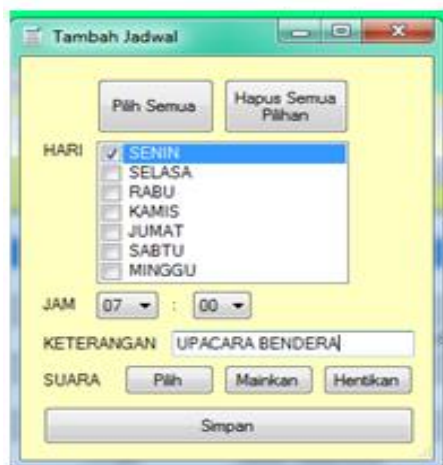 Tambah Jadwal
Pilih Semua
Hapus Semua
Pilihan
HARI
SENIN
SELASA
RABU
KAMIS
JUMAT
SABTU
MINGGU
JAM 07 : 00
KETERANGAN UPACARA BENDERA
SUARA Pilih Mainkan Hentikan
Simpan